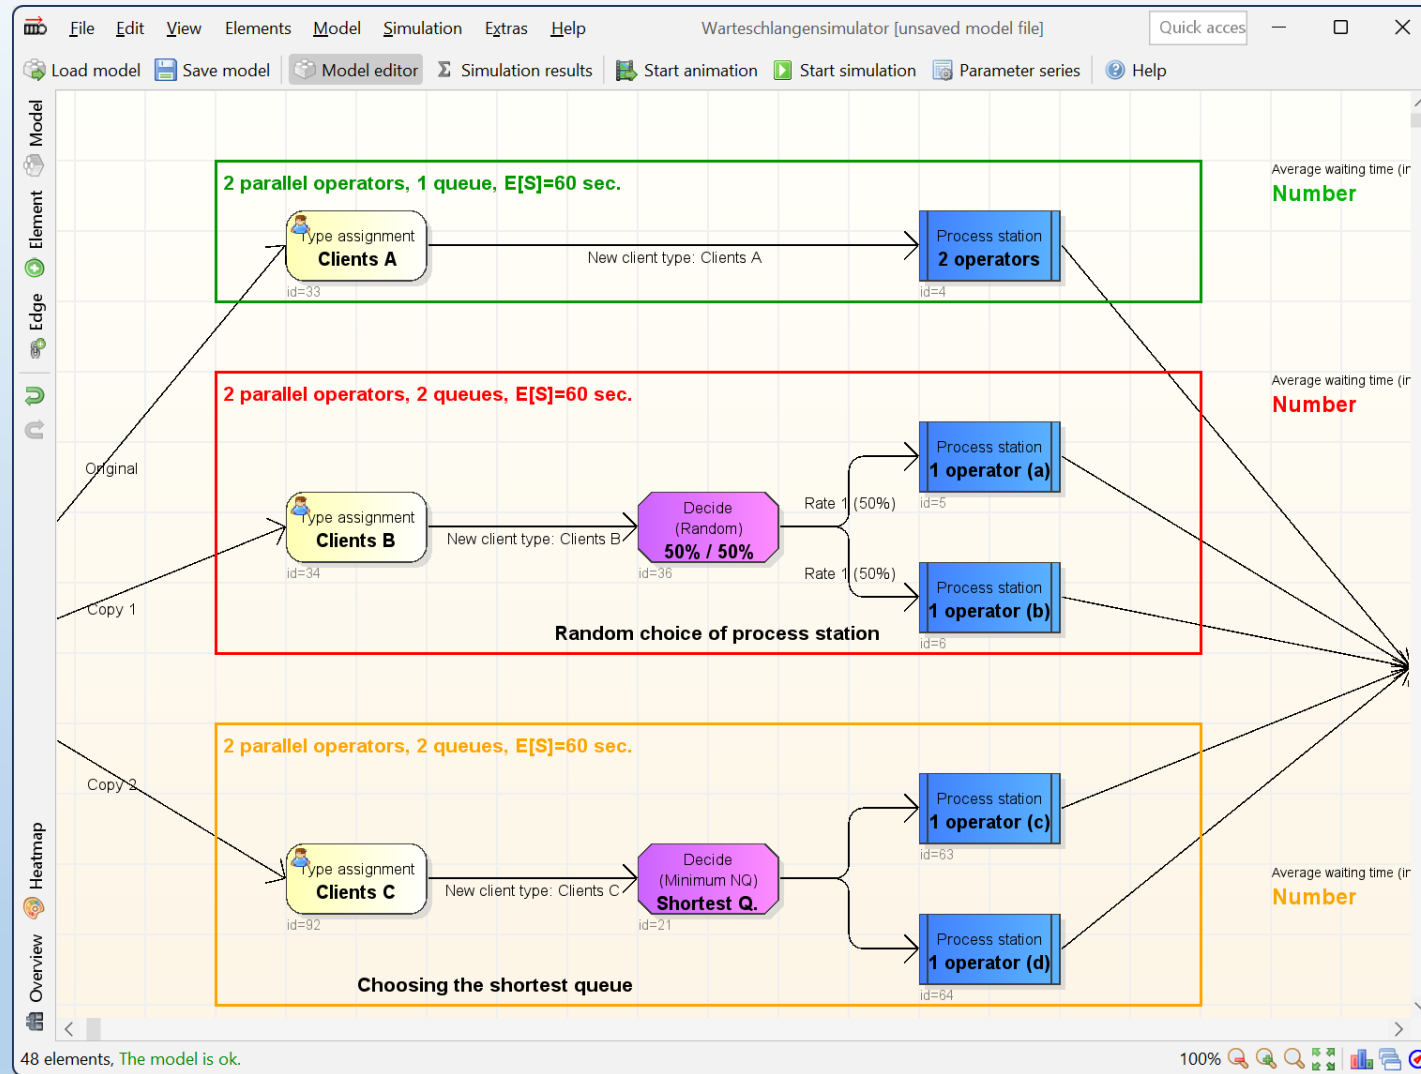 File Edit View Elements Model Simulation Extras Help Warteschlangensimulator [unsaved model file] Quick acces
Load model Save model Model editor Simulation results Start animation Start simulation Parameter series Help
Model
Element
Edge
Heatmap
Overview
2 parallel operators, 1 queue, E[S]=60 sec.
Type assignment
Clients A
id=33
New client type: Clients A
Process station
2 operators
id=4
Average waiting time (in
Number
Original
2 parallel operators, 2 queues, E[S]=60 sec.
Type assignment
Clients B
id=34
New client type: Clients B
Decide
(Random)
50% / 50%
id=36
Rate 1 (50%)
Rate 1 (50%)
Process station
1 operator (a)
id=5
Process station
1 operator (b)
id=6
Random choice of process station
Average waiting time (in
Number
Copy 1
Copy 2
2 parallel operators, 2 queues, E[S]=60 sec.
Type assignment
Clients C
id=92
New client type: Clients C
Decide
(Minimum NQ)
Shortest Q.
id=21
Process station
1 operator (c)
id=63
Process station
1 operator (d)
id=64
Choosing the shortest queue
Average waiting time (in
Number
48 elements, The model is ok.
100%